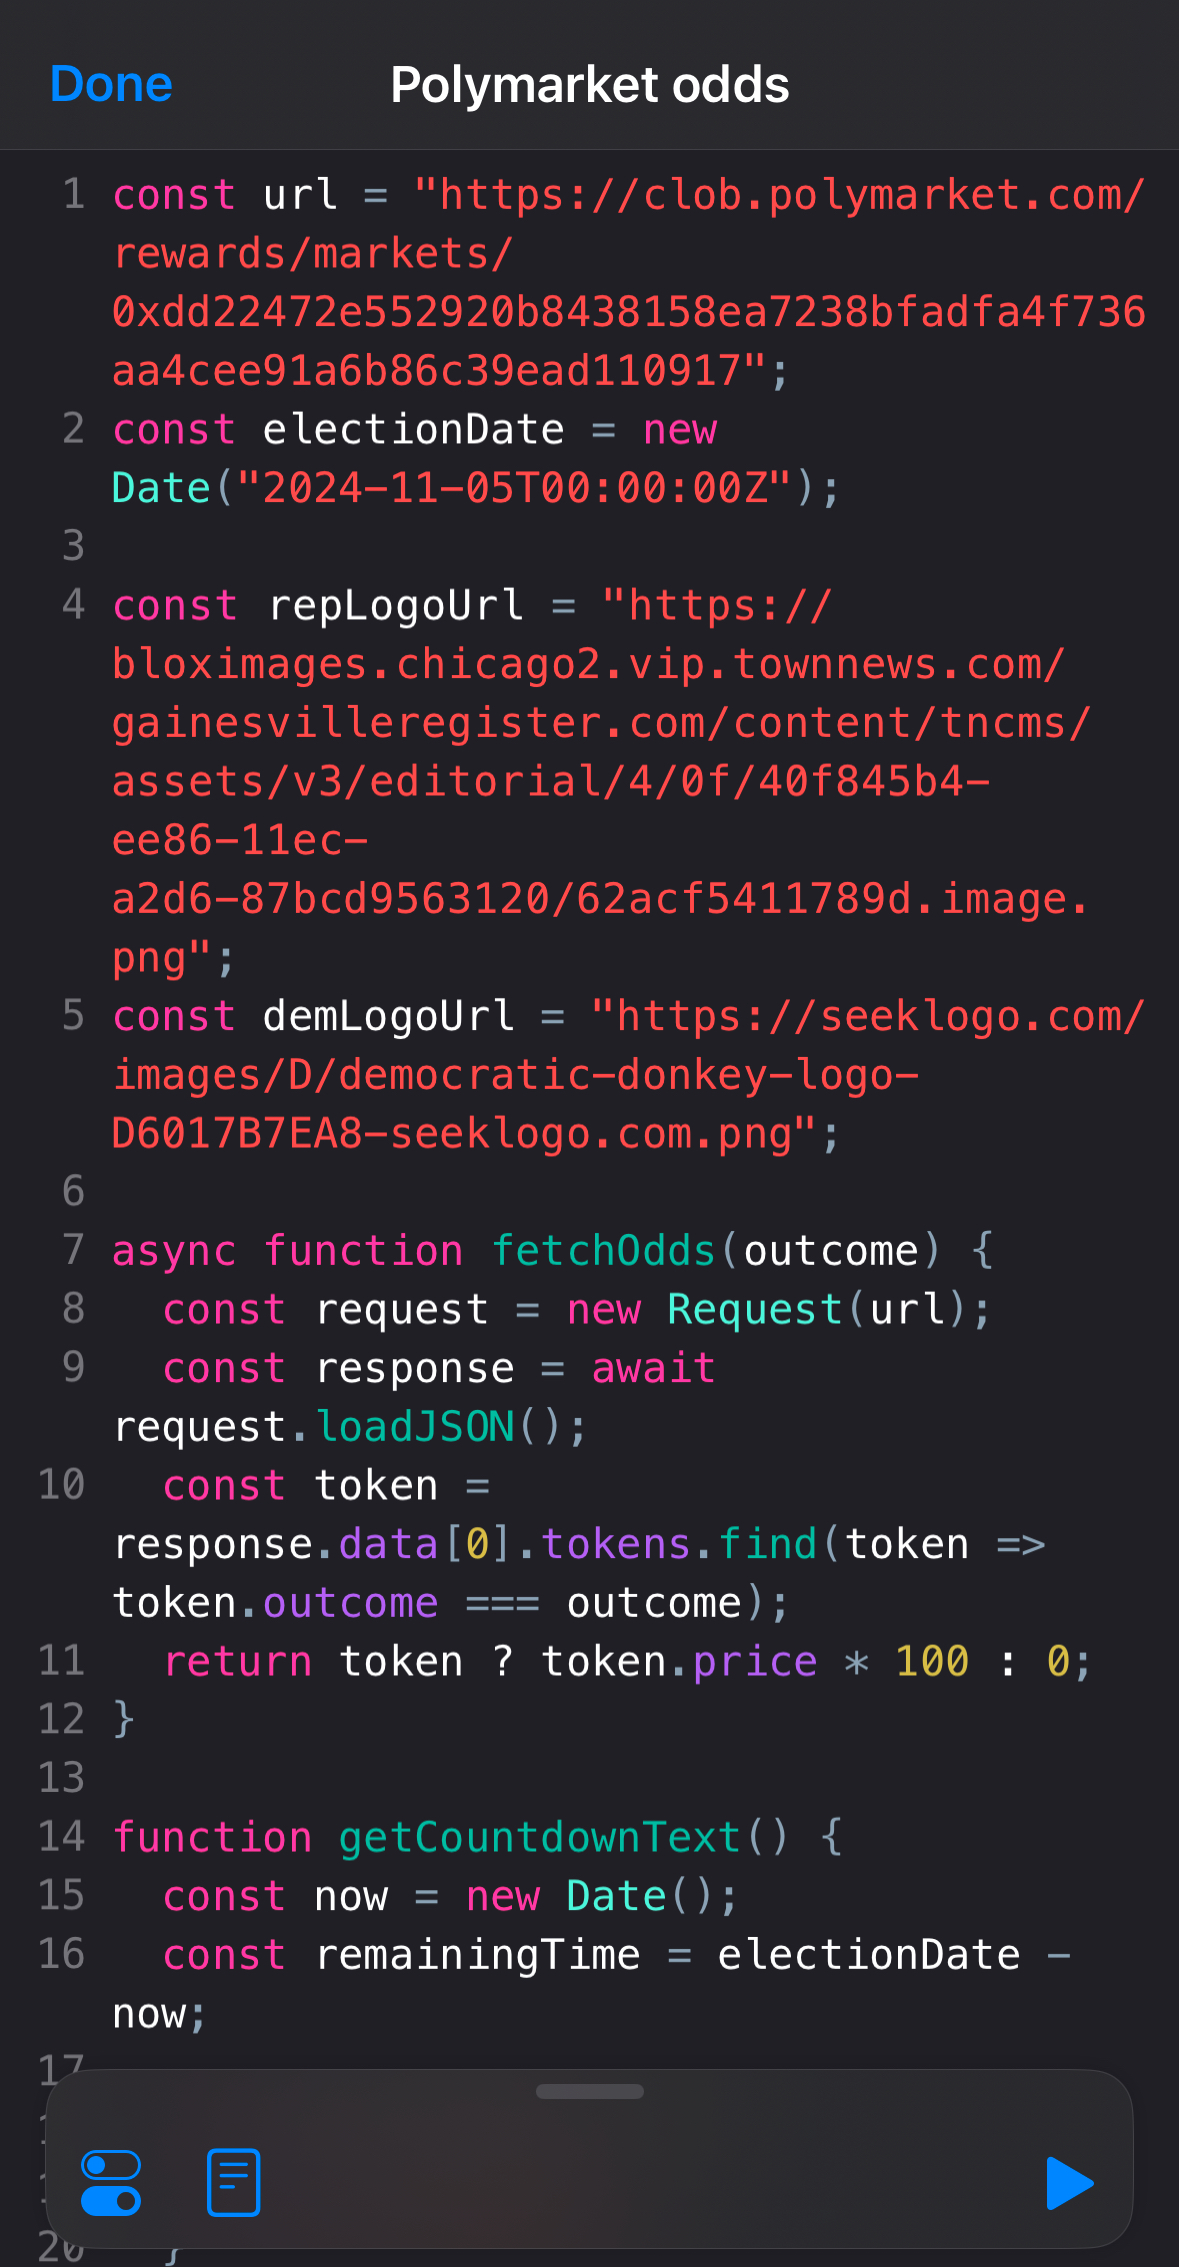 Done
Polymarket odds
1 const url = "https://clob.polymarket.com/
rewards/markets/
0xdd22472e552920b8438158ea7238bfadfa4f736
aa4cee91a6b86c39ead110917";
2 const electionDate = new
Date("2024-11-05T00:00:00Z");
3
4 const repLogoUrl = "https://
bloximages.chicago2.vip.townnews.com/
gainesvilleregister.com/content/tncms/
assets/v3/editorial/4/0f/40f845b4-
ee86-11ec-
a2d6-87bcd9563120/62acf5411789d.image.
png";
5 const demLogoUrl = "https://seeklogo.com/
images/D/democratic-donkey-logo-
D6017B7EA8-seeklogo.com.png";
6
7 async function fetchOdds(outcome) {
8   const request = new Request(url);
9   const response = await
request.loadJSON();
10   const token =
response.data[0].tokens.find(token =>
token.outcome === outcome);
11   return token ? token.price * 100 : 0;
12 }
13
14 function getCountdownText() {
15   const now = new Date();
16   const remainingTime = electionDate -
now;
17
20   }